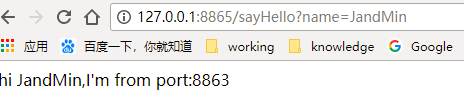 127.0.0.1:8865/sayHello?name=JandMin
应用 百度一下，你就知道 working knowledge Google
hi JandMin,I'm from port:8863